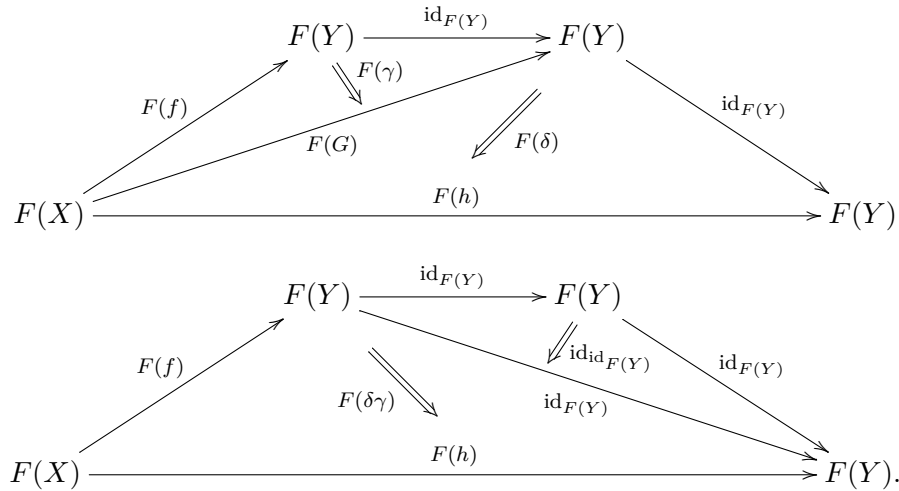 F(Y) id_{F(Y)} F(Y)
F(γ)
F(f) id_{F(Y)}
F(G) F(δ)
F(h)
F(X) F(Y)
id_{F(Y)}
F(Y) F(Y)
id_{id_{F(Y)}}
F(f) id_{F(Y)}
F(δγ) id_{F(Y)}
F(h)
F(X) F(Y).